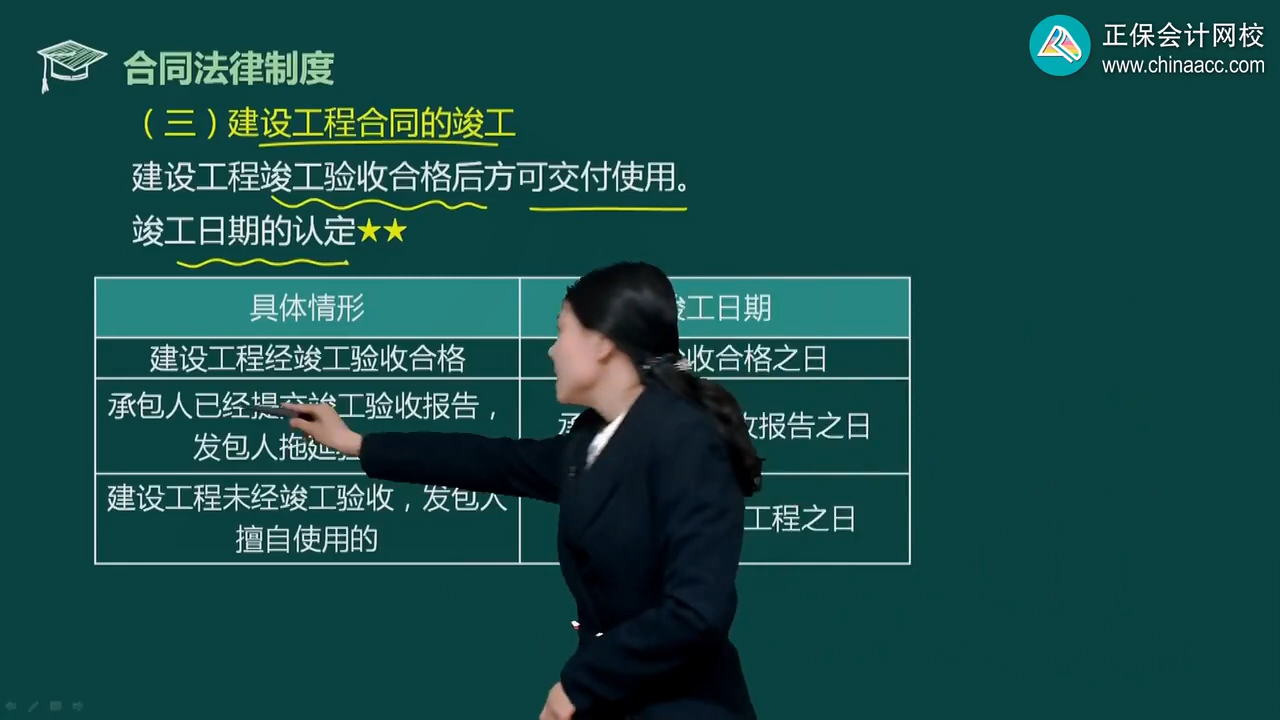 正保会计网校
www.chinaacc.com
合同法律制度
（三）建设工程合同的竣工
建设工程竣工验收合格后方可交付使用。
竣工日期的认定★★
具体情形
竣工日期
建设工程经竣工验收合格
收合格之日
承包人已经提交竣工验收报告，
发包人拖延
收报告之日
建设工程未经竣工验收，发包人
擅自使用的
工程之日